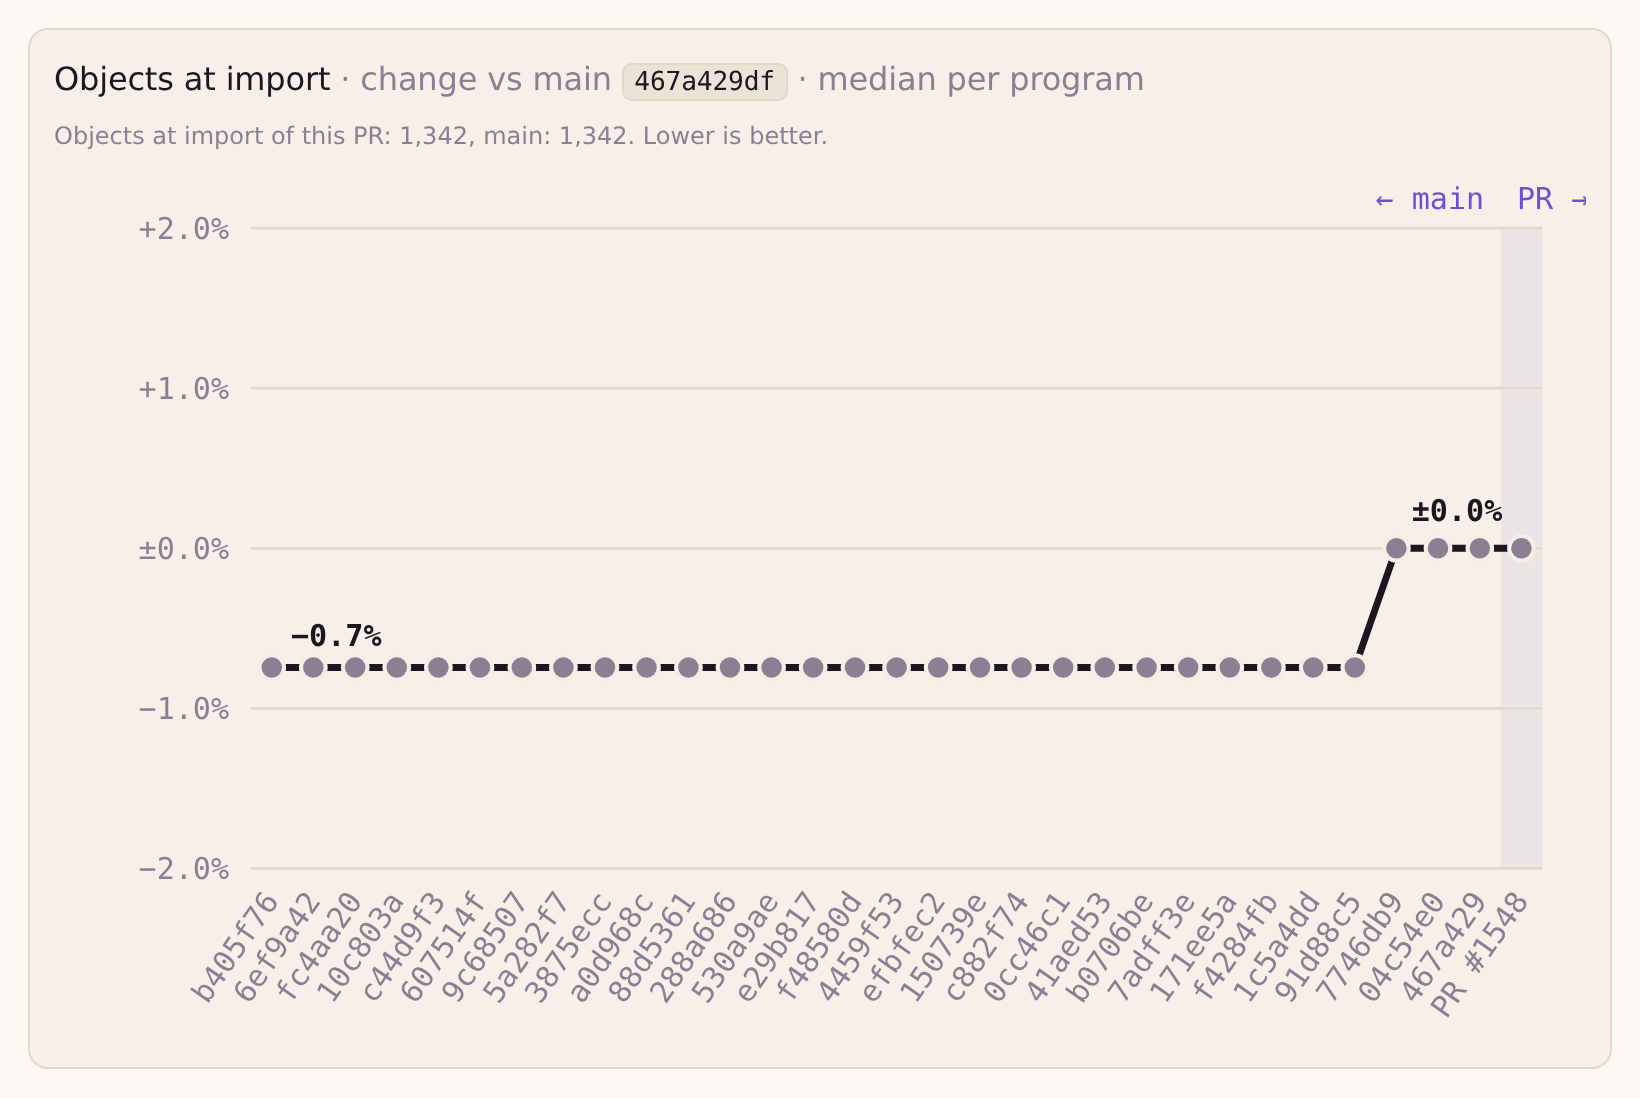 Objects at import · change vs main 467a429df · median per program
Objects at import of this PR: 1,342, main: 1,342. Lower is better.
← main PR →
+2.0%
+1.0%
±0.0%
−1.0%
−2.0%
−0.7%
±0.0%
b405f76
6ef9a42
fc4aa20
10c803a
c44d9f3
607514f
9c68507
5a282f7
3875ecc
a0d968c
88d5361
288a686
530a9ae
e29b817
f48580d
4459f53
efbfec2
150739e
c882f74
0cc46c1
41aed53
b0706be
7adff3e
171ee5a
f4284fb
1c5a4dd
91d88c5
7746db9
04c54e0
467a429
PR #1548